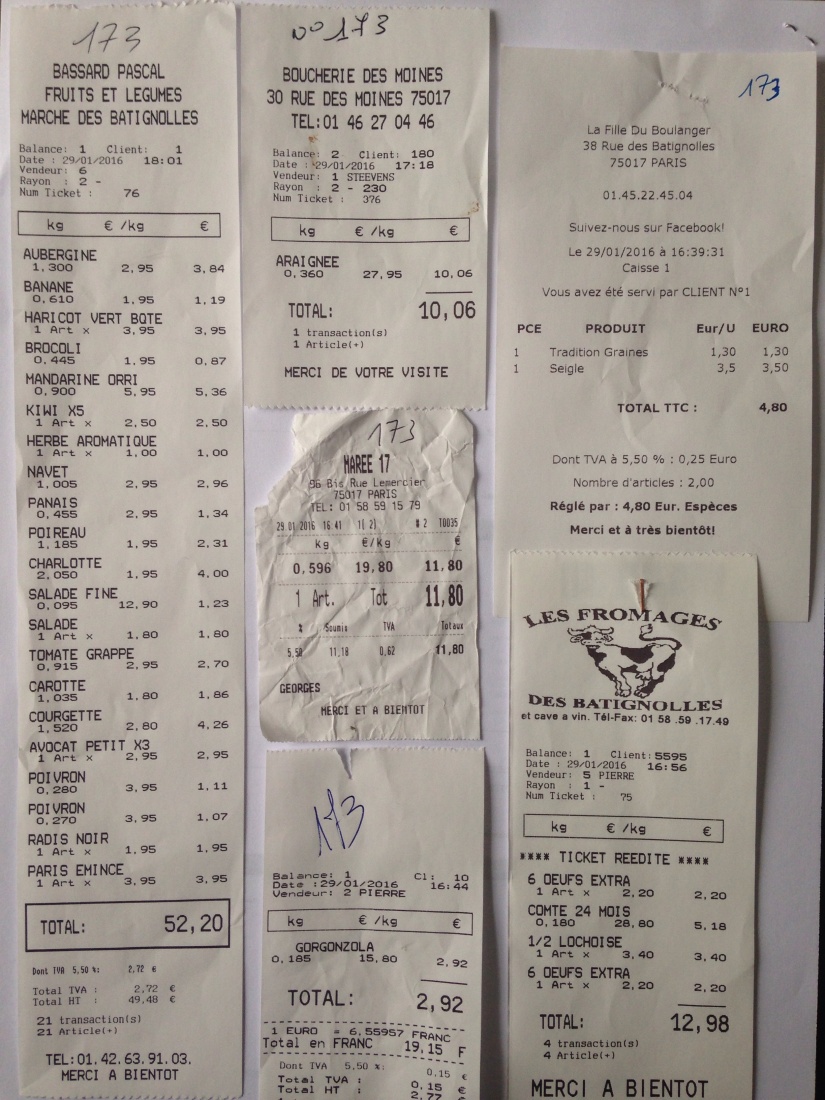 173
BASSARD PASCAL
FRUITS ET LEGUMES
MARCHE DES BATIGNOLLES
Balance: 1 Client: 1
Date : 29/01/2016 18:01
Vendeur: 6
Rayon : 2 -
Num Ticket : 76
kg € /kg €
AUBERGINE
1,300 2,95 3,84
BANANE
0,610 1,95 1,19
HARICOT VERT BQTE
1 Art x 3,95 3,95
BROCOLI
0,445 1,95 0,87
MANDARINE ORRI
0,900 5,95 5,36
KIWI X5
1 Art x 2,50 2,50
HERBE AROMATIQUE
1 Art x 1,00 1,00
NAVET
1,005 2,95 2,96
PANAIS
0,455 2,95 1,34
POIREAU
1,185 1,95 2,31
CHARLOTTE
2,050 1,95 4,00
SALADE FINE
0,095 12,90 1,23
SALADE
1 Art x 1,80 1,80
TOMATE GRAPPE
0,915 2,95 2,70
CAROTTE
1,035 1,80 1,86
COURGETTE
1,520 2,80 4,26
AVOCAT PETIT X3
1 Art x 2,95 2,95
POIVRON
0,280 3,95 1,11
POIVRON
0,270 3,95 1,07
RADIS NOIR
1 Art x 1,95 1,95
PARIS EMINCE
1 Art x 3,95 3,95
TOTAL: 52,20
Dont TVA 5,50 %: 2,72 €
Total TVA : 2,72 €
Total HT : 49,48 €
21 transaction(s)
21 Article(+)
TEL:01.42.63.91.03.
MERCI A BIENTOT
n° 173
BOUCHERIE DES MOINES
30 RUE DES MOINES 75017
TEL:01 46 27 04 46
Balance: 2 Client: 180
Date : 29/01/2016 17:18
Vendeur: 1 STEEVENS
Rayon : 2 - 230
Num Ticket : 376
kg € /kg €
ARAIGNEE
0,360 27,95 10,06
TOTAL: 10,06
1 transaction(s)
1 Article(+)
MERCI DE VOTRE VISITE
173
MAREE 17
96 Bis Rue Lemercier
75017 PARIS
TEL: 01 58 59 15 79
29.01.2016 16:41 1( 2) # 2 T0035
Kg €/kg €
0,596 19,80 11,80
1 Art. Tot 11,80
% Soumis TVA Totaux
5,50 11,18 0,62 11,80
GEORGES
MERCI ET A BIENTOT
173
Balance: 1 Cl: 10
Date :29/01/2016 16:44
Vendeur: 2 PIERRE
kg € /kg €
GORGONZOLA
0,185 15,80 2,92
TOTAL: 2,92
1 EURO = 6,55957 FRANC
Total en FRANC 19,15 F
Dont TVA 5,50 %: 0,15 €
Total TVA : 0,15 €
Total HT : 2,77 €
173
La Fille Du Boulanger
38 Rue des Batignolles
75017 PARIS
01.45.22.45.04
Suivez-nous sur Facebook!
Le 29/01/2016 à 16:39:31
Caisse 1
Vous avez été servi par CLIENT N°1
PCE PRODUIT Eur/U EURO
1 Tradition Graines 1,30 1,30
1 Seigle 3,5 3,50
TOTAL TTC : 4,80
Dont TVA à 5,50 % : 0,25 Euro
Nombre d'articles : 2,00
Réglé par : 4,80 Eur. Espèces
Merci et à très bientôt!
LES FROMAGES
DES BATIGNOLLES
et cave a vin. Tél-Fax: 01 58 .59 .17.49
Balance: 1 Client: 5595
Date : 29/01/2016 16:56
Vendeur: 5 PIERRE
Rayon : 1 -
Num Ticket : 75
kg € /kg €
**** TICKET REEDITE ****
6 OEUFS EXTRA
1 Art x 2,20 2,20
COMTE 24 MOIS
0,180 28,80 5,18
1/2 LOCHOISE
1 Art x 3,40 3,40
6 OEUFS EXTRA
1 Art x 2,20 2,20
TOTAL: 12,98
4 transaction(s)
4 Article(+)
MERCI A BIENTOT